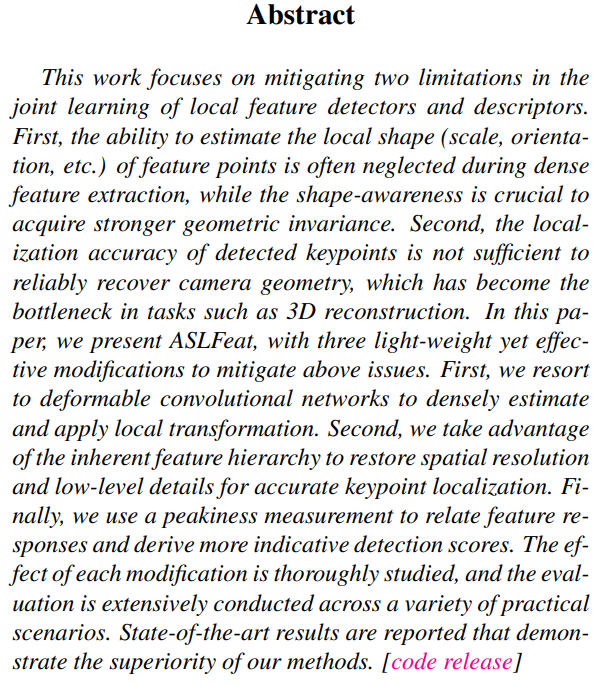 Abstract
This work focuses on mitigating two limitations in the
joint learning of local feature detectors and descriptors.
First, the ability to estimate the local shape (scale, orienta-
tion, etc.) of feature points is often neglected during dense
feature extraction, while the shape-awareness is crucial to
acquire stronger geometric invariance. Second, the local-
ization accuracy of detected keypoints is not sufficient to
reliably recover camera geometry, which has become the
bottleneck in tasks such as 3D reconstruction. In this pa-
per, we present ASLFeat, with three light-weight yet effec-
tive modifications to mitigate above issues. First, we resort
to deformable convolutional networks to densely estimate
and apply local transformation. Second, we take advantage
of the inherent feature hierarchy to restore spatial resolution
and low-level details for accurate keypoint localization. Fi-
nally, we use a peakiness measurement to relate feature re-
sponses and derive more indicative detection scores. The ef-
fect of each modification is thoroughly studied, and the eval-
uation is extensively conducted across a variety of practical
scenarios. State-of-the-art results are reported that demon-
strate the superiority of our methods. [code release]